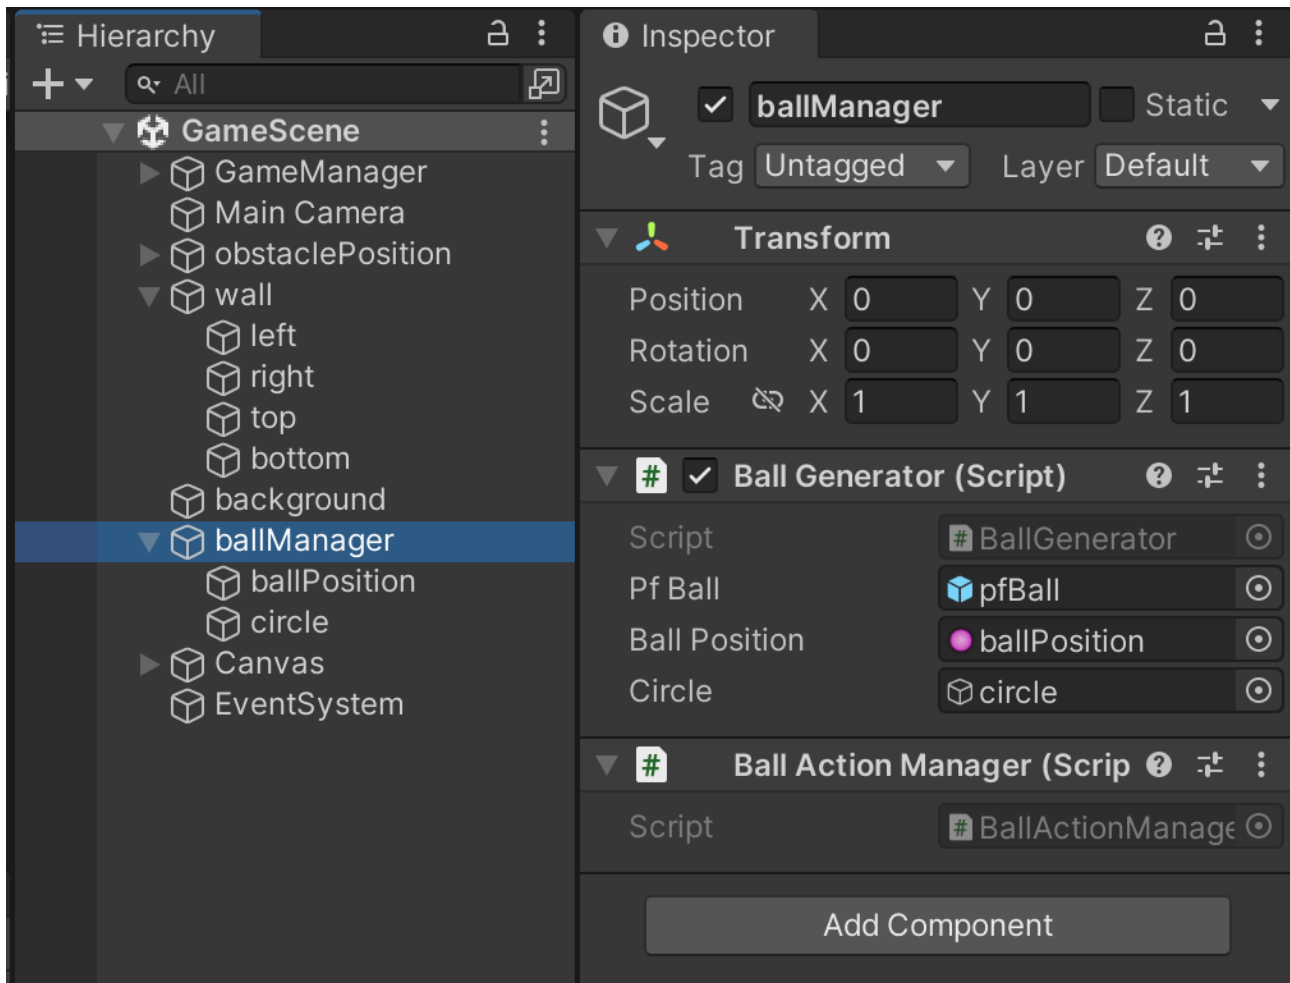 Hierarchy
All
GameScene
GameManager
Main Camera
obstaclePosition
wall
left
right
top
bottom
background
ballManager
ballPosition
circle
Canvas
EventSystem
Inspector
ballManager Static
Tag Untagged Layer Default
Transform
Position X 0 Y 0 Z 0
Rotation X 0 Y 0 Z 0
Scale X 1 Y 1 Z 1
# Ball Generator (Script)
Script # BallGenerator
Pf Ball pfBall
Ball Position ballPosition
Circle circle
# Ball Action Manager (Scrip
Script # BallActionManage
Add Component